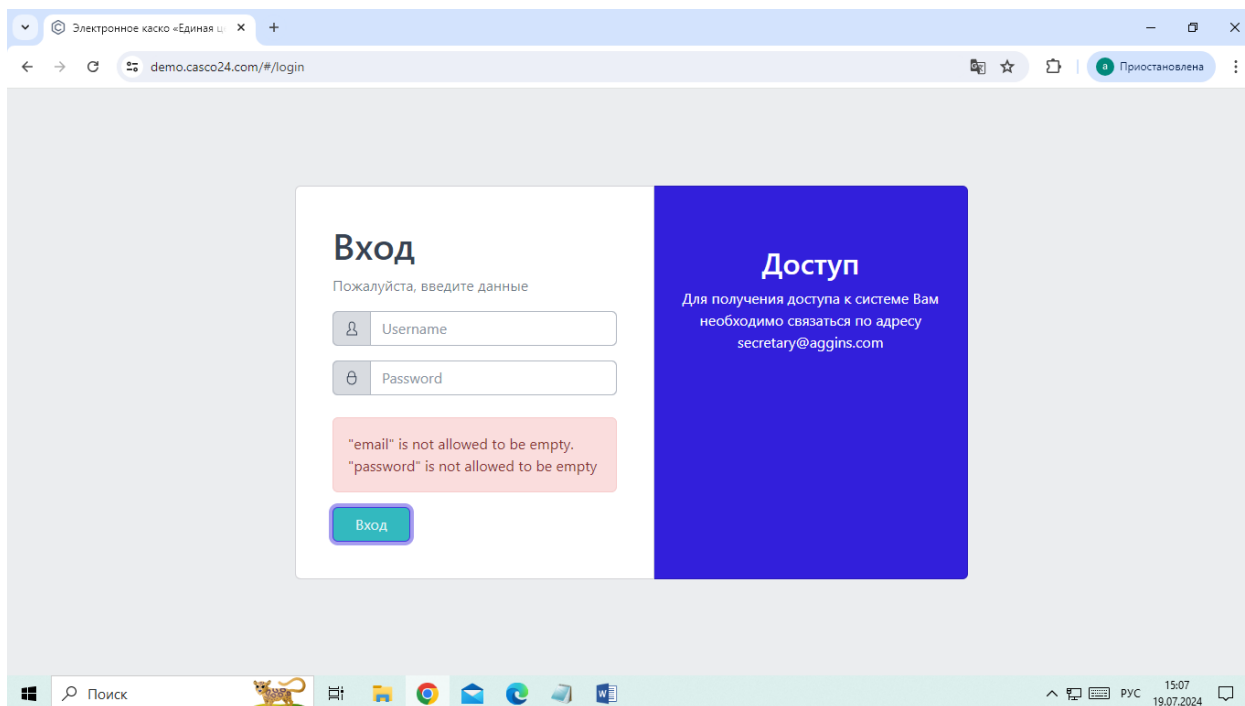 Электронное каско «Единая ц
demo.casco24.com/#/login
а Приостановлена
Вход
Пожалуйста, введите данные
Username
Password
"email" is not allowed to be empty.
"password" is not allowed to be empty
Вход
Доступ
Для получения доступа к системе Вам
необходимо связаться по адресу
secretary@aggins.com
Поиск
РУС
15:07
19.07.2024